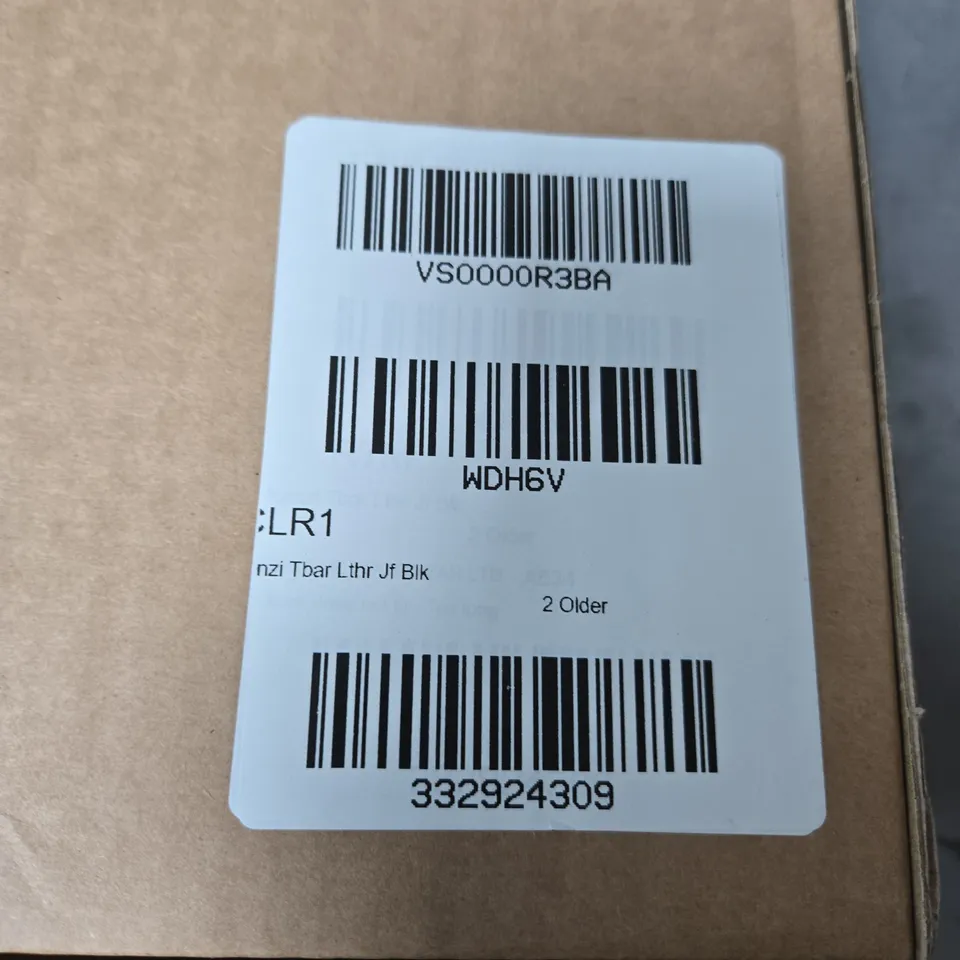 VS0000R3BA
WDH6V
CLR1
nzi Tbar Lthr Jf Blk
2 Older
332924309